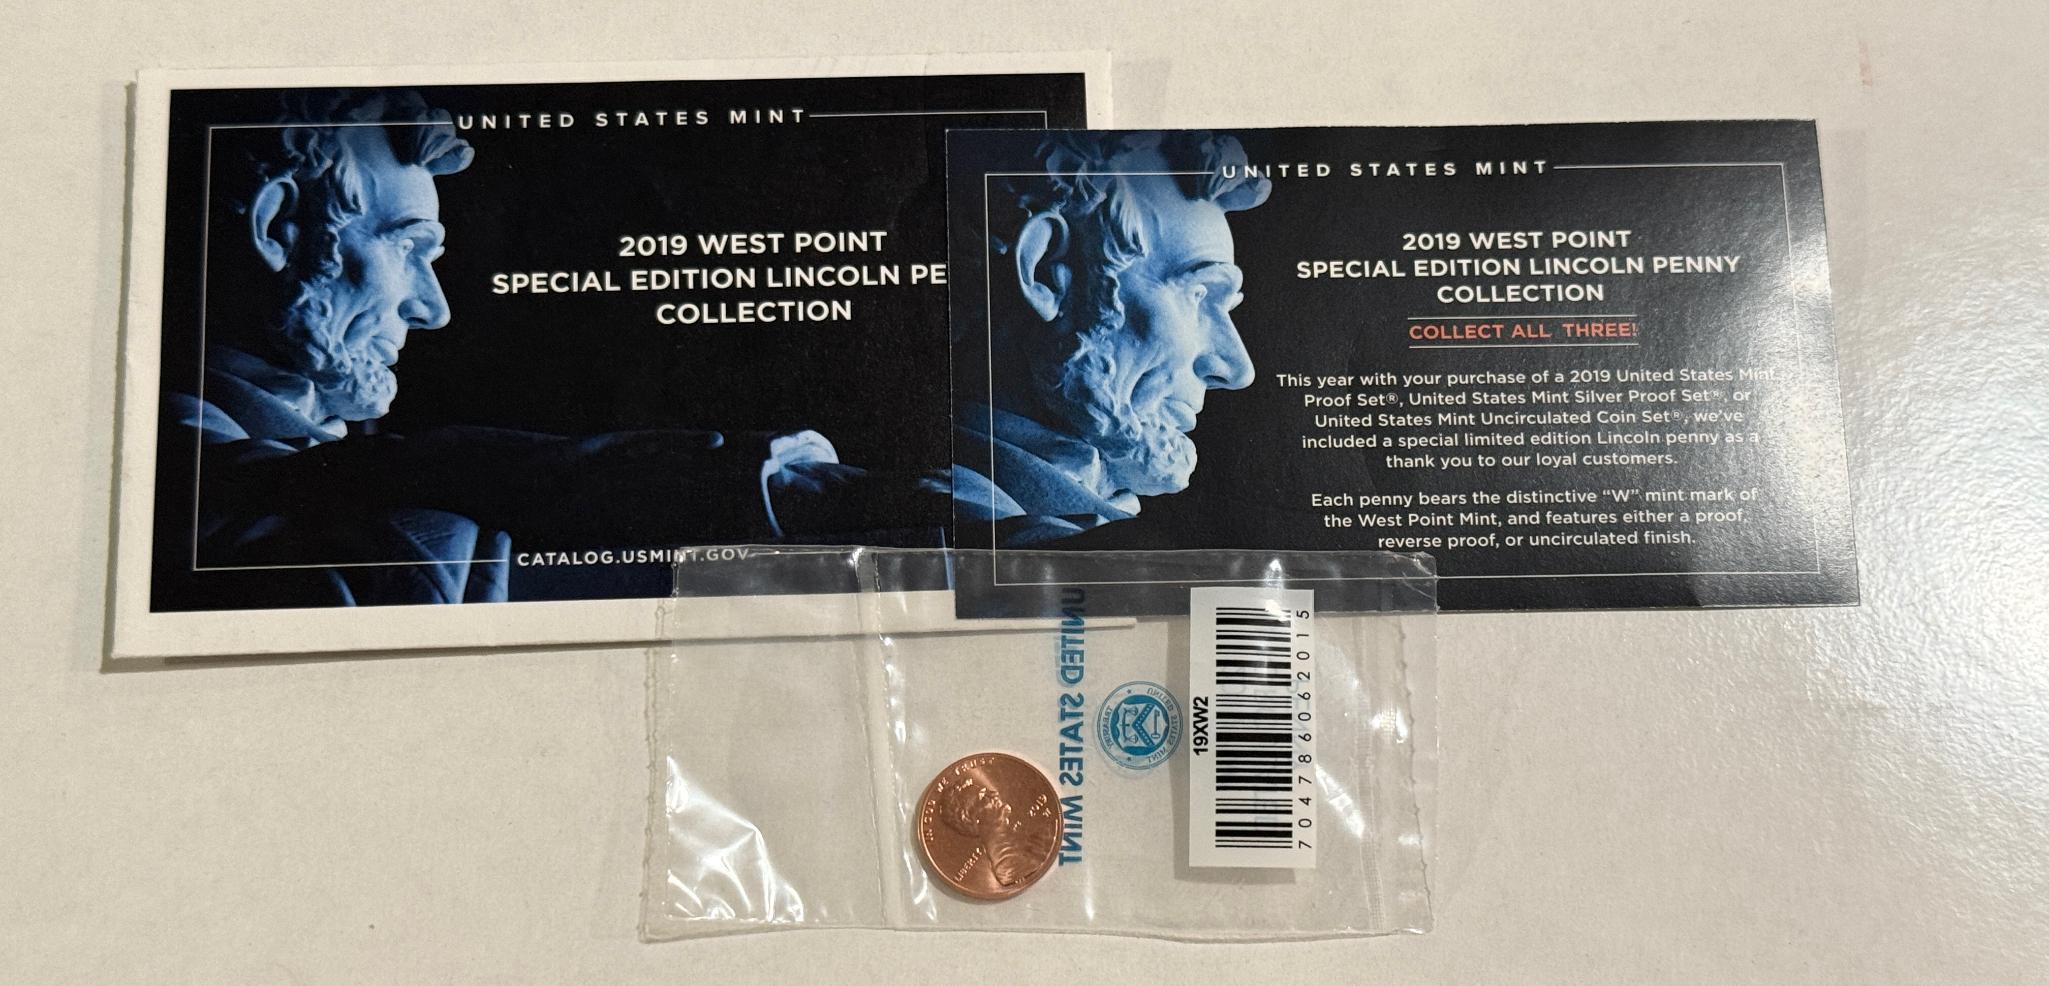 UNITED STATES MINT
2019 WEST POINT
SPECIAL EDITION LINCOLN PE
COLLECTION
CATALOG.USMINT.GOV
UNITED STATES MINT
2019 WEST POINT
SPECIAL EDITION LINCOLN PENNY
COLLECTION
COLLECT ALL THREE!
This year with your purchase of a 2019 United States Mint
Proof Set®, United States Mint Silver Proof Set®, or
United States Mint Uncirculated Coin Set®, we've
included a special limited edition Lincoln penny as a
thank you to our loyal customers.
Each penny bears the distinctive “W” mint mark of
the West Point Mint, and features either a proof,
reverse proof, or uncirculated finish.
UNITED STATES MINT
19XW2
704786062015
IN GOD WE TRUST
LIBERTY
2019
W